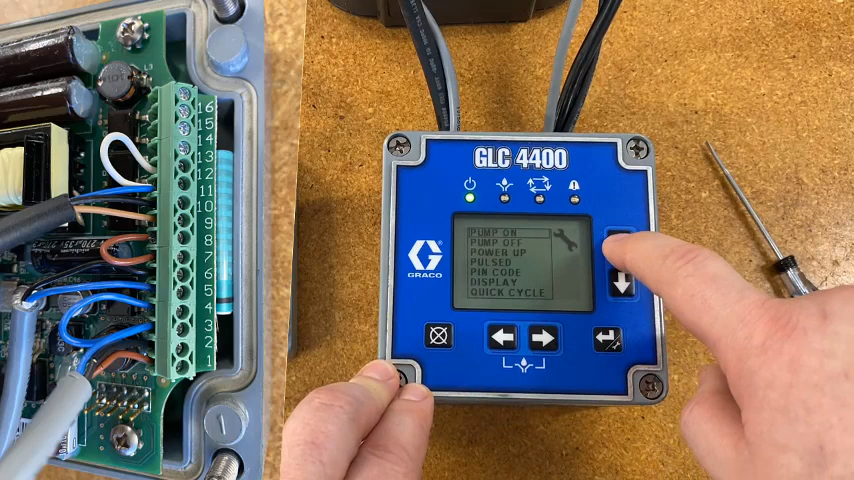 16
15
14
13
12
11
10
9
8
7
6
5
4
3
2
1
GLC 4400
PUMP ON
PUMP OFF
POWER UP
PULSED
PIN CODE
DISPLAY
QUICK CYCLE
GRACO